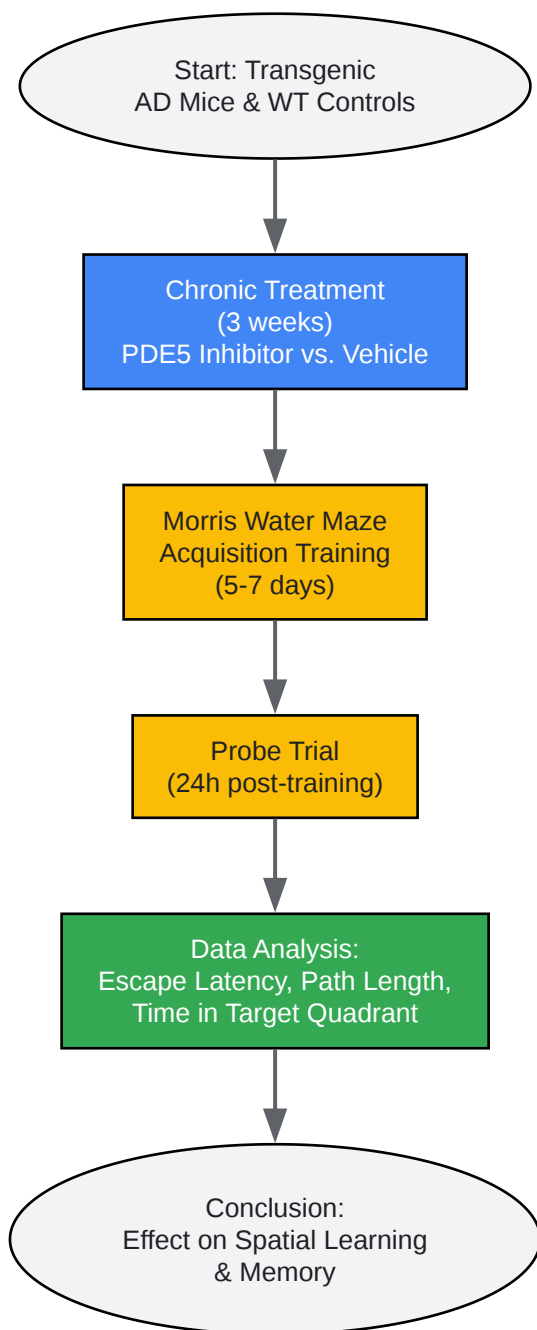 Start: Transgenic
AD Mice & WT Controls
Chronic Treatment
(3 weeks)
PDE5 Inhibitor vs. Vehicle
Morris Water Maze
Acquisition Training
(5-7 days)
Probe Trial
(24h post-training)
Data Analysis:
Escape Latency, Path Length,
Time in Target Quadrant
Conclusion:
Effect on Spatial Learning
& Memory